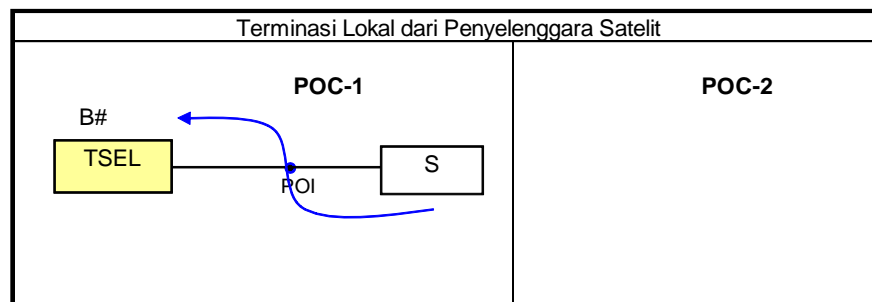 Terminasi Lokal dari Penyelenggara Satelit
POC-1
POC-2
B#
TSEL
S
POI